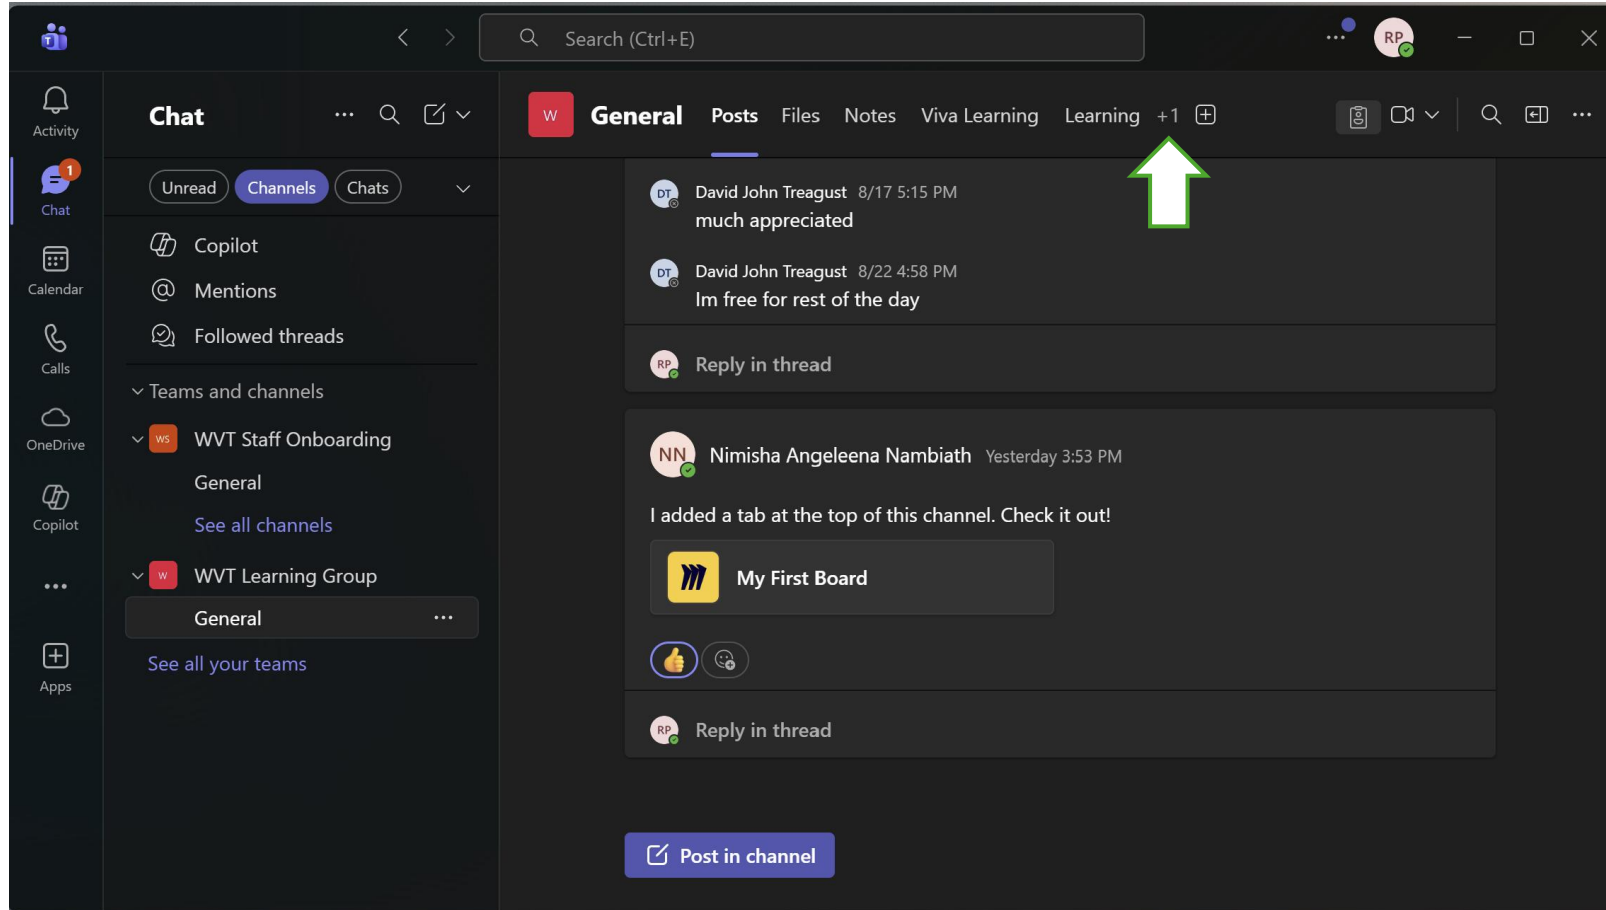 Search (Ctrl+E)
RP
Activity
1
Chat
Calendar
Calls
OneDrive
Copilot
Apps
Chat
Unread
Channels
Chats
Copilot
Mentions
Followed threads
Teams and channels
WS
WVT Staff Onboarding
General
See all channels
W
WVT Learning Group
General
See all your teams
W
General
Posts
Files
Notes
Viva Learning
Learning
+1
DT
David John Treagust 8/17 5:15 PM
much appreciated
DT
David John Treagust 8/22 4:58 PM
Im free for rest of the day
RP
Reply in thread
NN
Nimisha Angeleena Nambiath Yesterday 3:53 PM
I added a tab at the top of this channel. Check it out!
My First Board
RP
Reply in thread
Post in channel